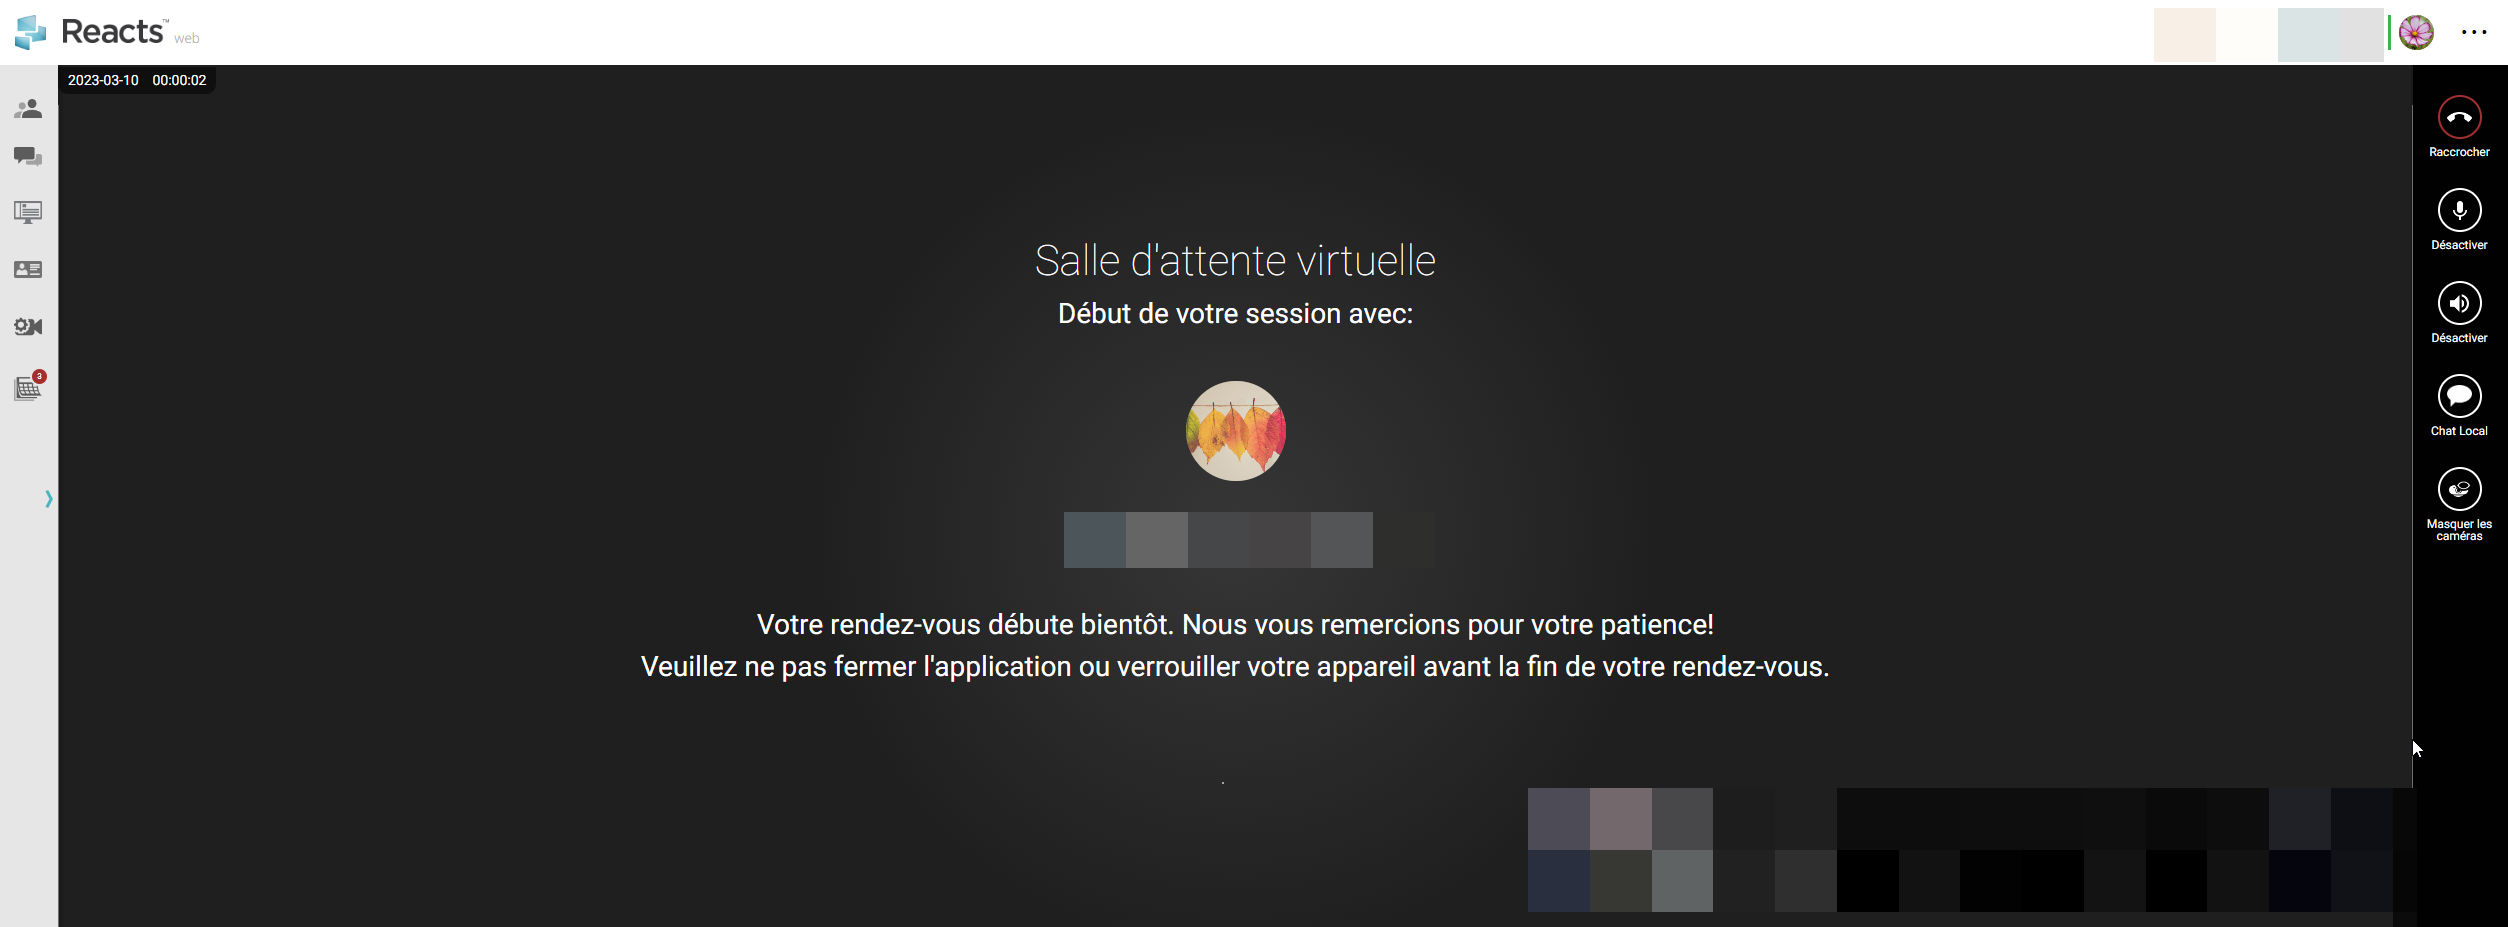 Reacts™ web
2023-03-10 00:00:02
3
Salle d'attente virtuelle
Début de votre session avec:
Votre rendez-vous débute bientôt. Nous vous remercions pour votre patience!
Veuillez ne pas fermer l'application ou verrouiller votre appareil avant la fin de votre rendez-vous.
Raccrocher
Désactiver
Désactiver
Chat Local
Masquer les
caméras